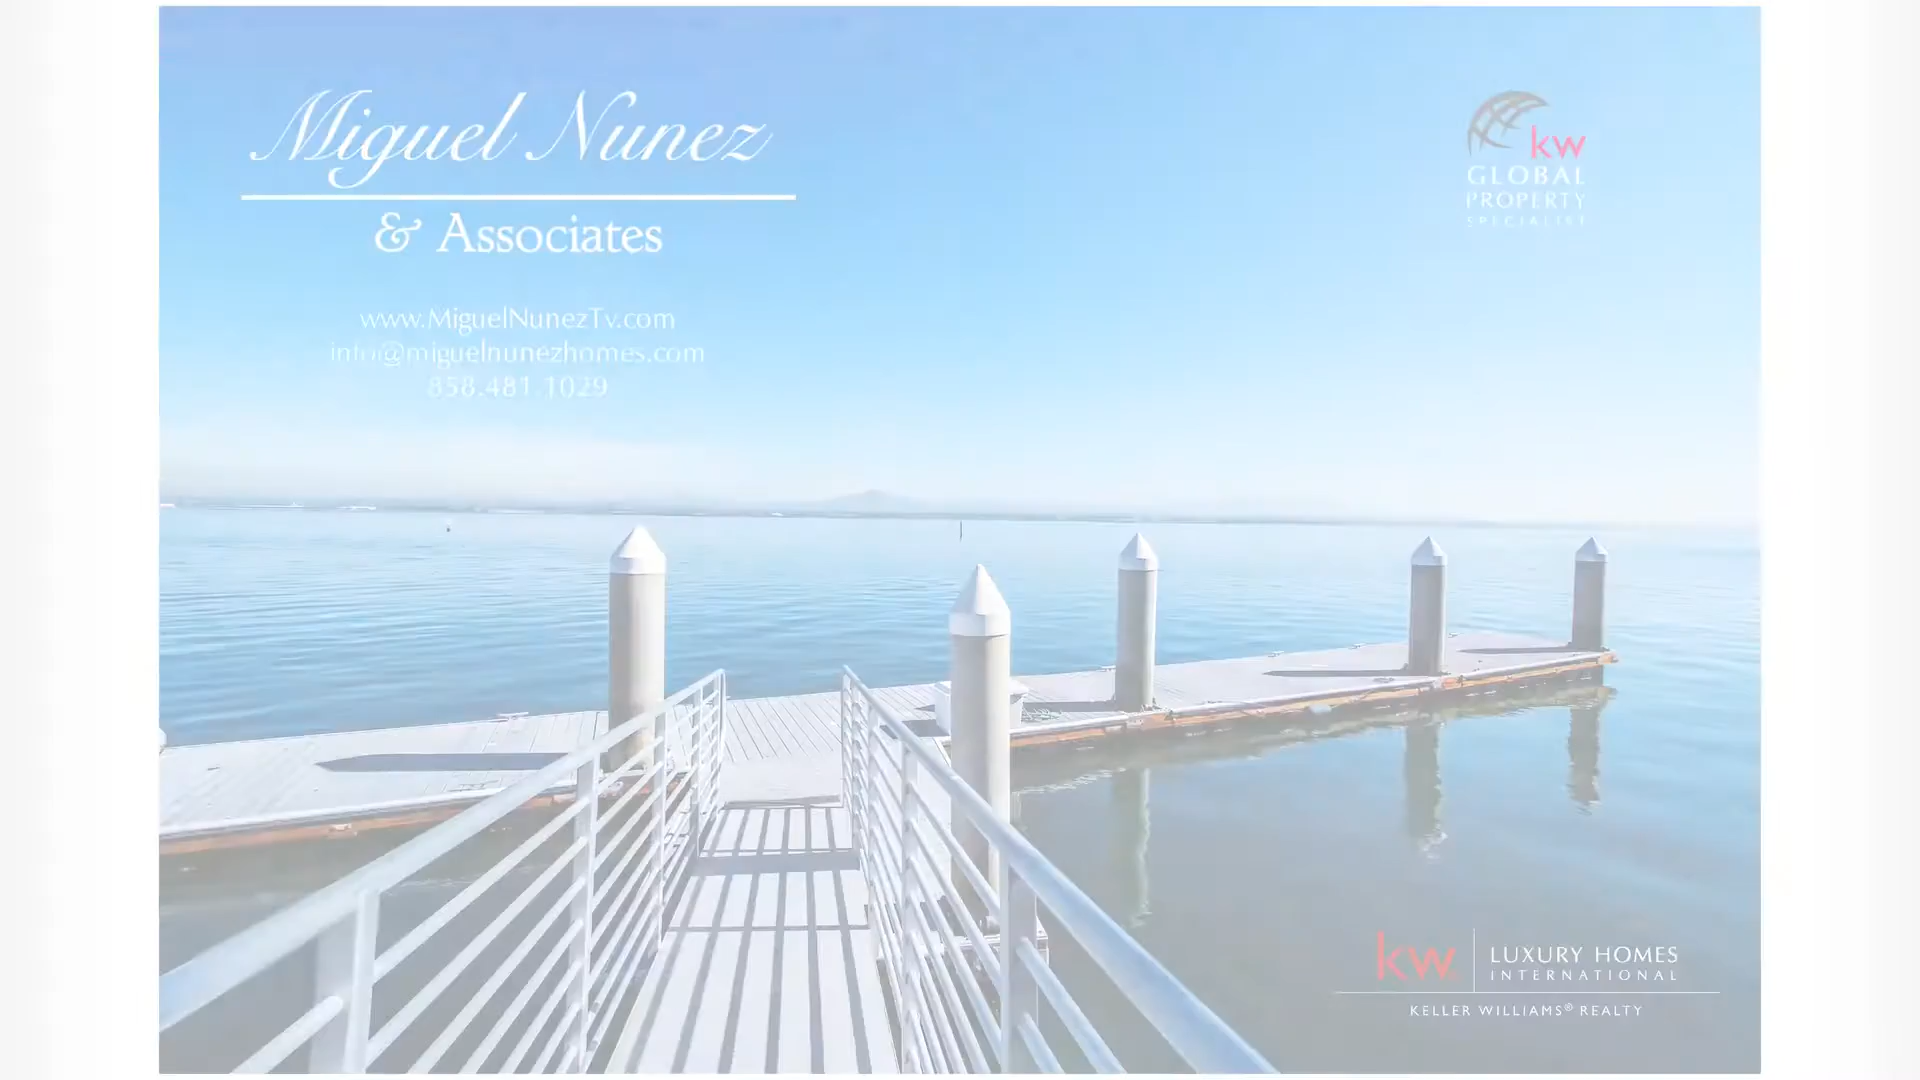 Miguel Nunez
& Associates
www.MiguelNunezTv.com
info@miguelnunezhomes.com
858.481.1029
kw
GLOBAL
PROPERTY
SPECIALIST
kw
LUXURY HOMES
INTERNATIONAL
KELLER WILLIAMS® REALTY